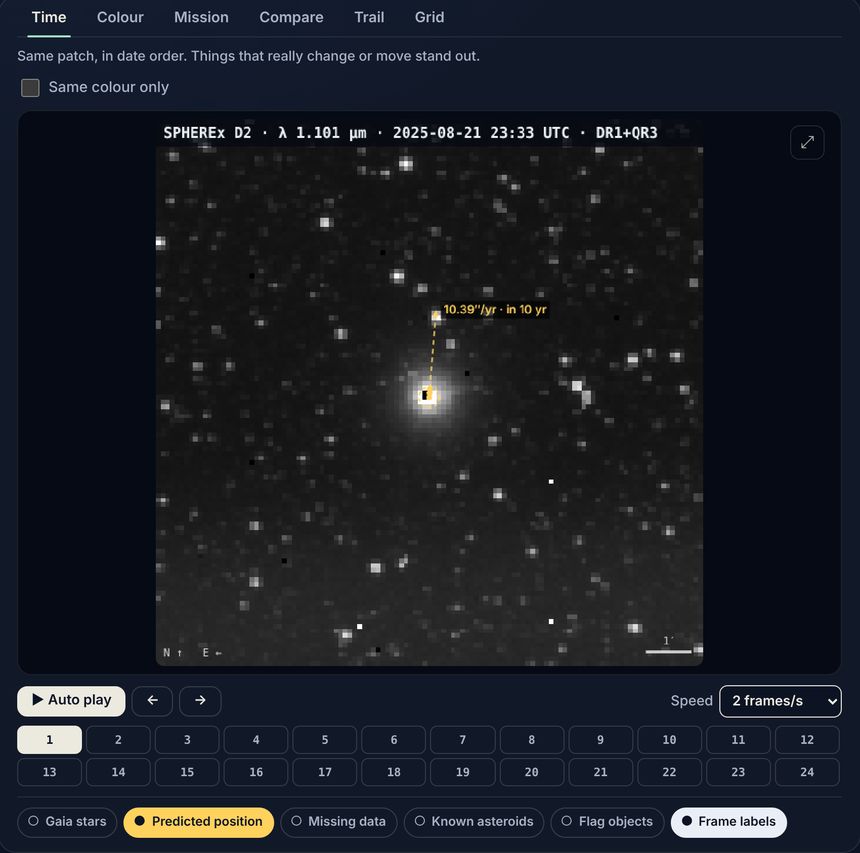 Time Colour Mission Compare Trail Grid
Same patch, in date order. Things that really change or move stand out.
Same colour only
SPHEREx D2 · λ 1.101 µm · 2025-08-21 23:33 UTC · DR1+QR3
10.39″/yr · in 10 yr
1′
N ↑ E ←
▶ Auto play ← → Speed 2 frames/s
1 2 3 4 5 6 7 8 9 10 11 12
13 14 15 16 17 18 19 20 21 22 23 24
Gaia stars Predicted position Missing data Known asteroids Flag objects Frame labels